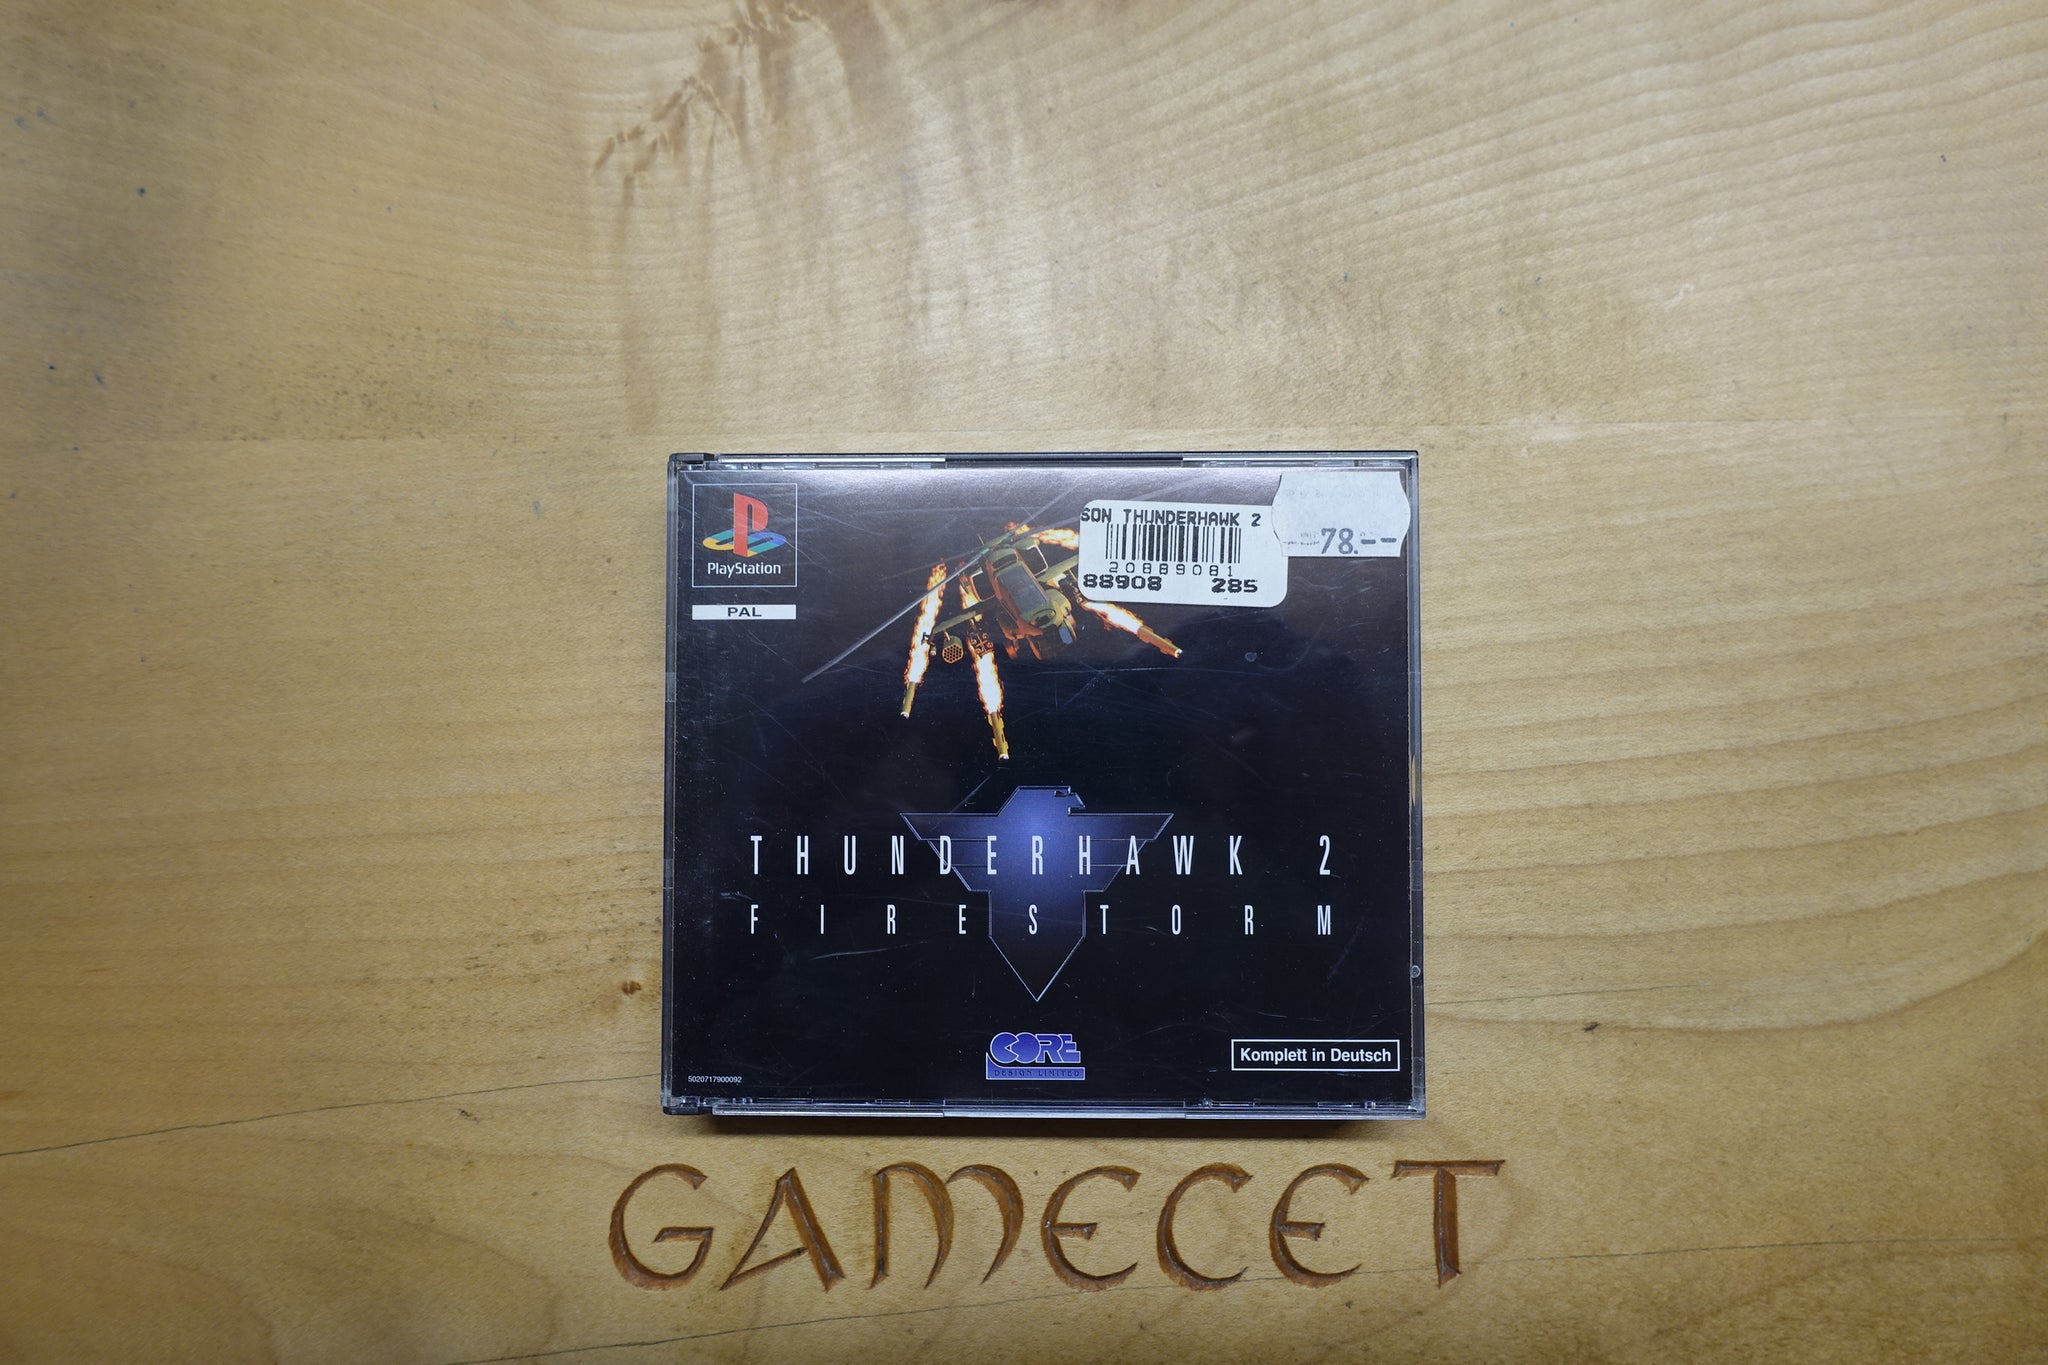 PlayStation
PAL
SON THUNDERHAWK 2
20889081
88908 285
78.--
THUNDERHAWK 2
FIRESTORM
CORE
DESIGN LIMITED
Komplett in Deutsch
5020717900092
GAMECET